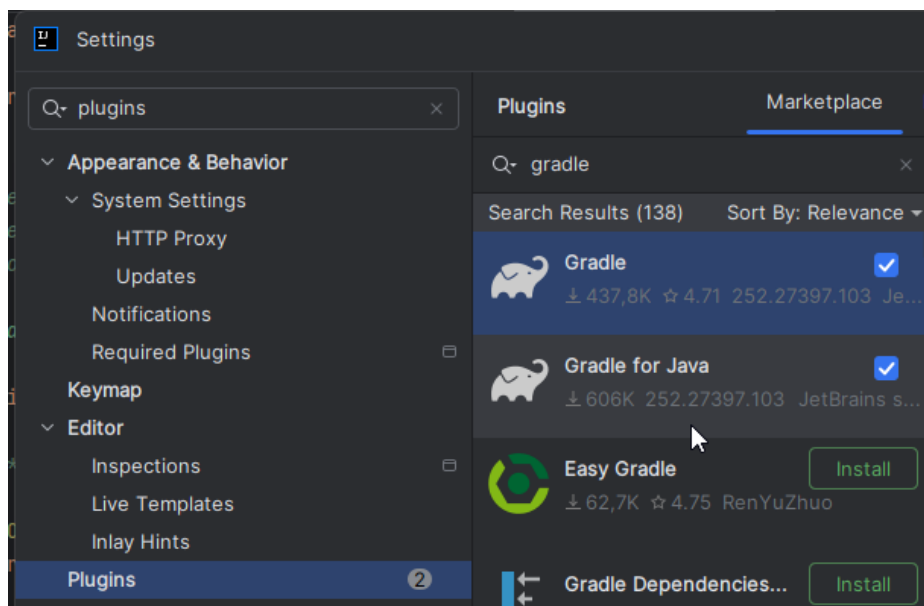 IJ
Settings
plugins
Appearance & Behavior
System Settings
HTTP Proxy
Updates
Notifications
Required Plugins
Keymap
Editor
Inspections
Live Templates
Inlay Hints
Plugins
2
Plugins
Marketplace
gradle
Search Results (138) Sort By: Relevance
Gradle
437,8K 4.71 252.27397.103 Je...
Gradle for Java
606K 252.27397.103 JetBrains s...
Easy Gradle
Install
62,7K 4.75 RenYuZhuo
Gradle Dependencies...
Install